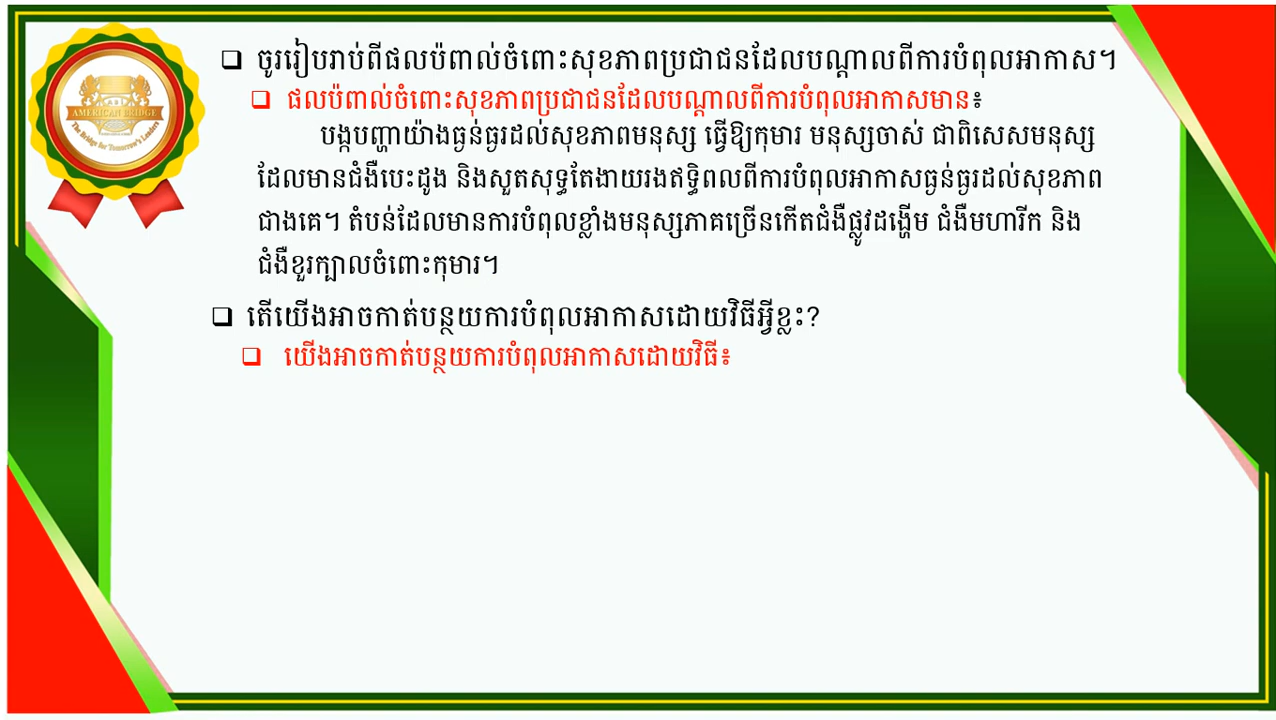 ចូររៀបរាប់ពីផលប៉ពាល់ចំពោះសុខភាពប្រជាជនដែលបណ្តាលពីការបំពុលអាកាស។
ផលប៉ពាល់ចំពោះសុខភាពប្រជាជនដែលបណ្តាលពីការបំពុលអាកាសមាន៖
បង្កបញ្ហាយ៉ាងធ្ងន់ធ្ងរដល់សុខភាពមនុស្ស ធ្វើឱ្យកុមារ មនុស្សចាស់ ជាពិសេសមនុស្ស
ដែលមានជំងឺបេះដូង និងសួតសុទ្ធតែងាយរងឥទ្ធិពលពីការបំពុលអាកាសធ្ងន់ធ្ងរដល់សុខភាព
ជាងគេ។ តំបន់ដែលមានការបំពុលខ្លាំងមនុស្សភាគច្រើនកើតជំងឺផ្លូវដង្ហើម ជំងឺមហារីក និង
ជំងឺខួរក្បាលចំពោះកុមារ។
តើយើងអាចកាត់បន្ថយការបំពុលអាកាសដោយវិធីអ្វីខ្លះ?
យើងអាចកាត់បន្ថយការបំពុលអាកាសដោយវិធី៖
AMERICAN BRIDGE
The Bridge for Tomorrow's Leaders